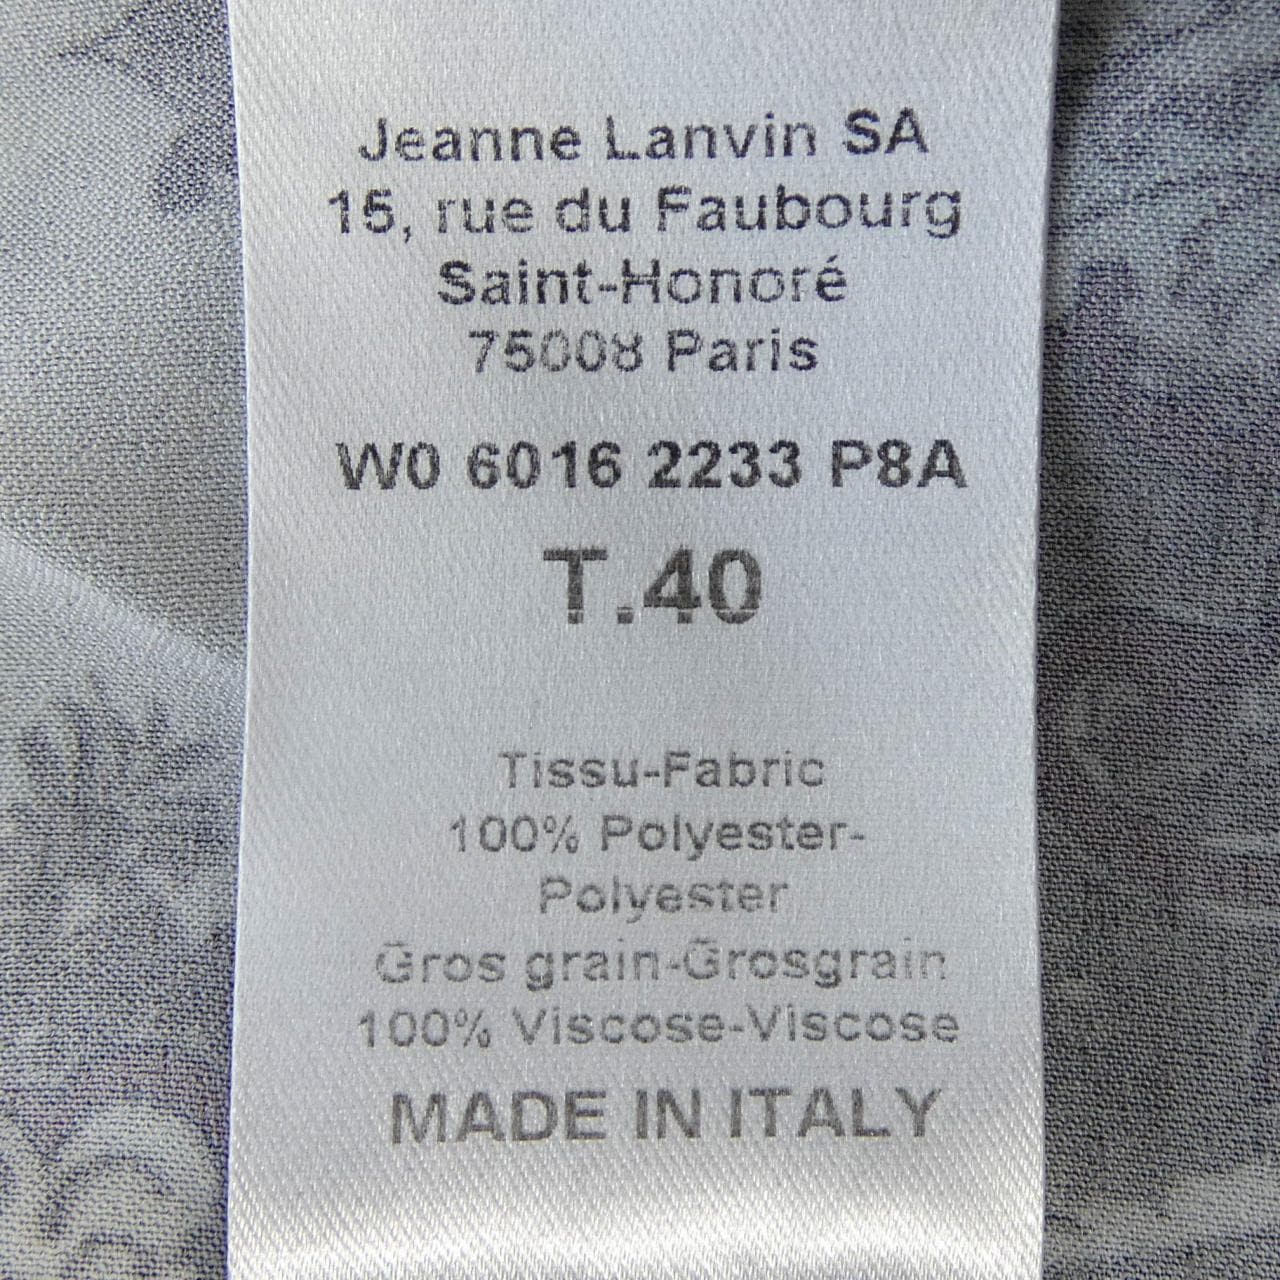 Jeanne Lanvin SA
15, rue du Faubourg
Saint-Honoré
75008 Paris
W0 6016 2233 P8A
T.40
Tissu-Fabric
100% Polyester-
Polyester
Gros grain-Grosgrain
100% Viscose-Viscose
MADE IN ITALY